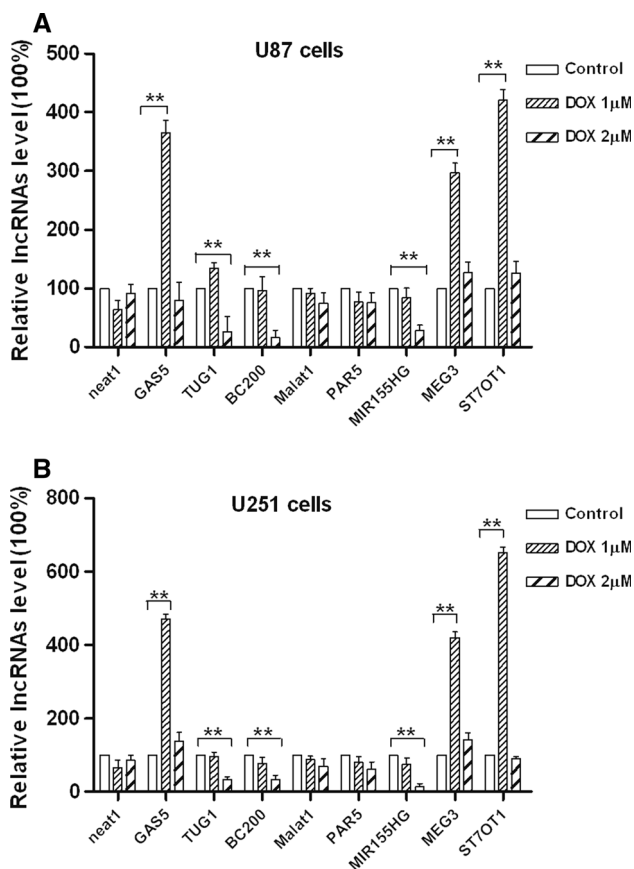 A
U87 cells
Relative lncRNAs level (100%)
500
400
300
200
100
0
**
**
**
**
**
**
Control
DOX 1μM
DOX 2μM
neat1
GAS5
TUG1
BC200
Malat1
PAR5
MIR155HG
MEG3
ST7OT1
B
U251 cells
Relative lncRNAs level (100%)
800
600
400
200
0
**
**
**
**
**
**
Control
DOX 1μM
DOX 2μM
neat1
GAS5
TUG1
BC200
Malat1
PAR5
MIR155HG
MEG3
ST7OT1